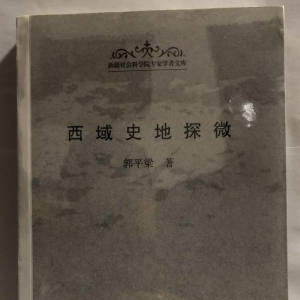 新疆社会科学院专家学者文库
西域史地探微
郭平梁 著